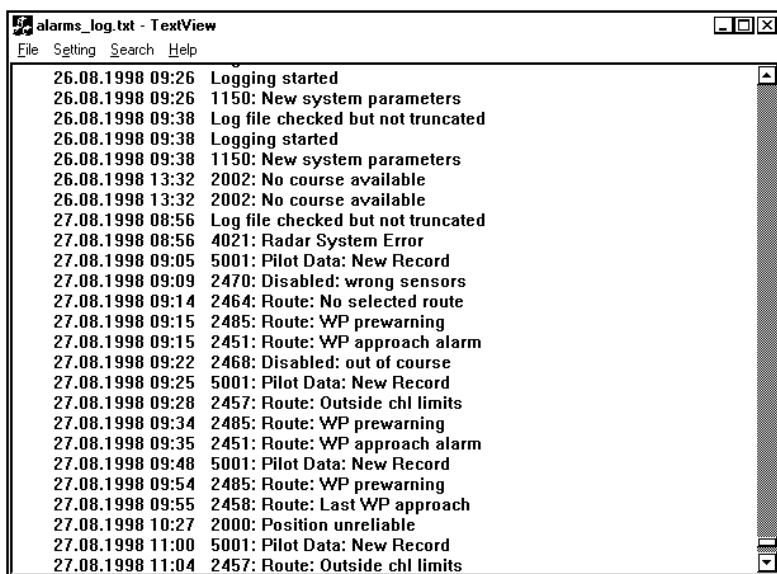 alarms_log.txt - TextView
File Setting Search Help
26.08.1998 09:26 Logging started
26.08.1998 09:26 1150: New system parameters
26.08.1998 09:38 Log file checked but not truncated
26.08.1998 09:38 Logging started
26.08.1998 09:38 1150: New system parameters
26.08.1998 13:32 2002: No course available
26.08.1998 13:32 2002: No course available
27.08.1998 08:56 Log file checked but not truncated
27.08.1998 08:56 4021: Radar System Error
27.08.1998 09:05 5001: Pilot Data: New Record
27.08.1998 09:09 2470: Disabled: wrong sensors
27.08.1998 09:14 2464: Route: No selected route
27.08.1998 09:15 2485: Route: WP prewarning
27.08.1998 09:15 2451: Route: WP approach alarm
27.08.1998 09:22 2468: Disabled: out of course
27.08.1998 09:25 5001: Pilot Data: New Record
27.08.1998 09:28 2457: Route: Outside chl limits
27.08.1998 09:34 2485: Route: WP prewarning
27.08.1998 09:35 2451: Route: WP approach alarm
27.08.1998 09:48 5001: Pilot Data: New Record
27.08.1998 09:54 2485: Route: WP prewarning
27.08.1998 09:55 2458: Route: Last WP approach
27.08.1998 10:27 2000: Position unreliable
27.08.1998 11:00 5001: Pilot Data: New Record
27.08.1998 11:04 2457: Route: Outside chl limits